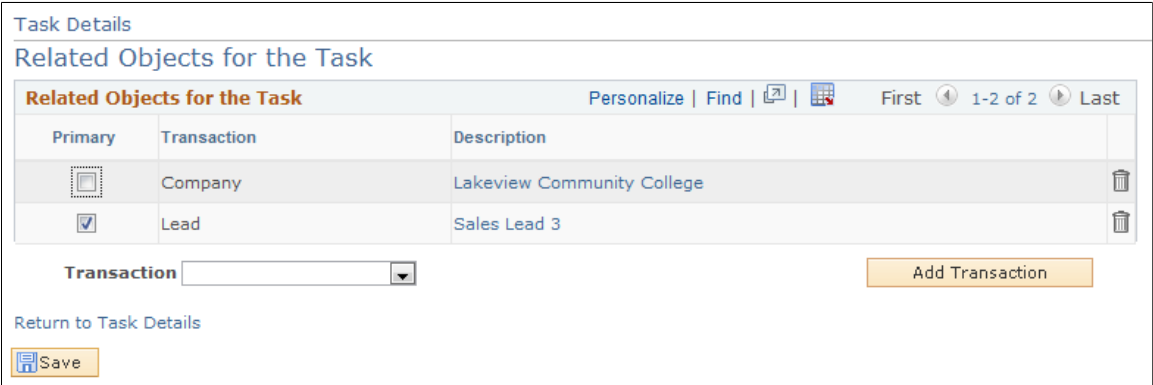 Task Details
Related Objects for the Task
Related Objects for the Task Personalize | Find | | First 1-2 of 2 Last
Primary Transaction Description
Company Lakeview Community College
Lead Sales Lead 3
Transaction Add Transaction
Return to Task Details
Save